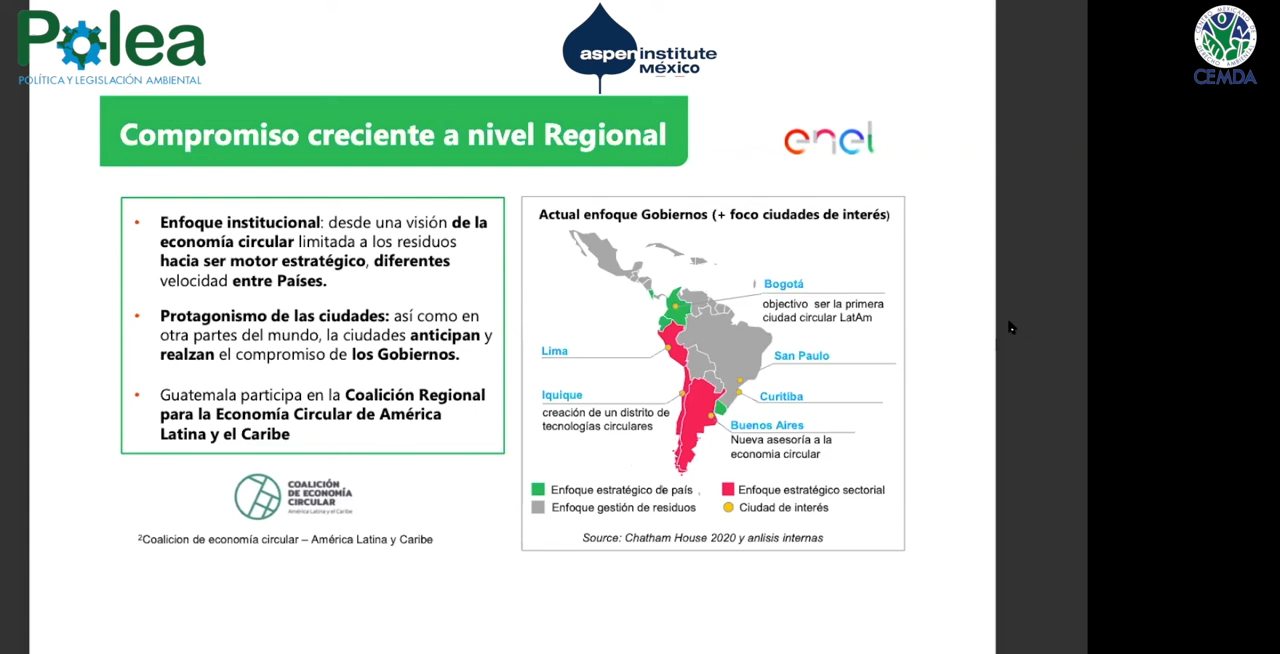 Polea
POLÍTICA Y LEGISLACIÓN AMBIENTAL
aspen institute
MÉXICO
CENTRO MEXICANO DE DERECHO AMBIENTAL
CEMDA
Compromiso creciente a nivel Regional
enel
• Enfoque institucional: desde una visión de la
economía circular limitada a los residuos
hacia ser motor estratégico, diferentes
velocidad entre Países.
• Protagonismo de las ciudades: así como en
otra partes del mundo, la ciudades anticipan y
realzan el compromiso de los Gobiernos.
• Guatemala participa en la Coalición Regional
para la Economía Circular de América
Latina y el Caribe
COALICIÓN
DE ECONOMÍA
CIRCULAR
América Latina y el Caribe
²Coalicion de economía circular – América Latina y Caribe
Actual enfoque Gobiernos (+ foco ciudades de interés)
Bogotá
objectivo ser la primera
ciudad circular LatAm
Lima
San Paulo
Iquique
creación de un distrito de
tecnologías circulares
Curitiba
Buenos Aires
Nueva asesoría a la
economia circular
Enfoque estratégico de país
Enfoque estratégico sectorial
Enfoque gestión de residuos
Ciudad de interés
Source: Chatham House 2020 y anlisis internas